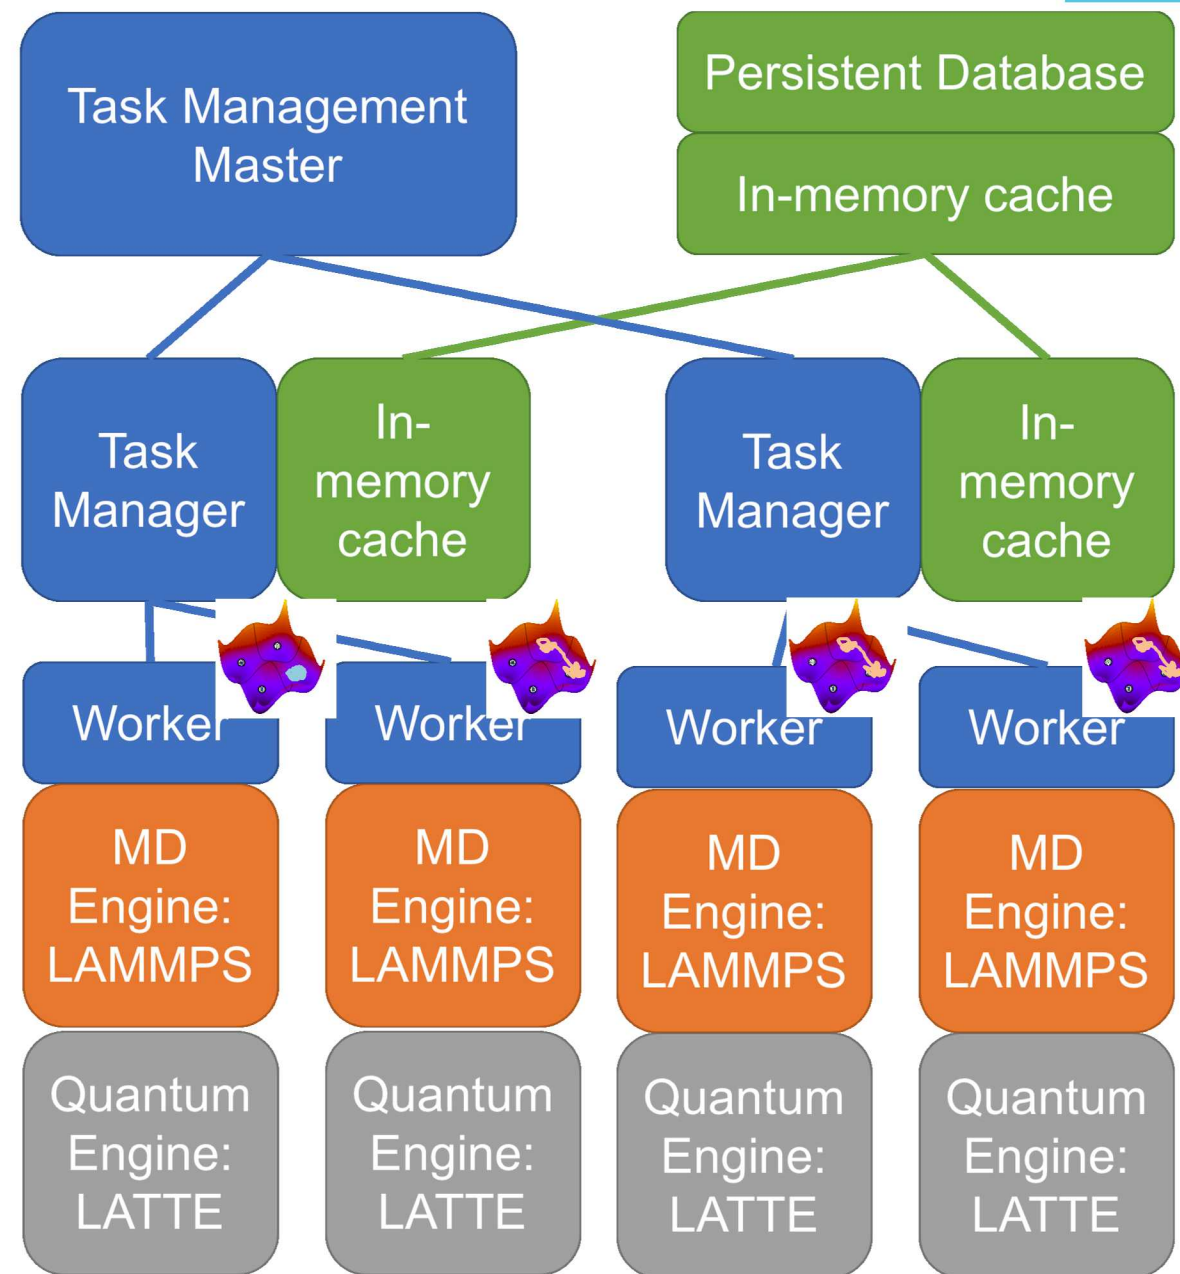 Task Management
Master
Persistent Database
In-memory cache
Task
Manager
In-
memory
cache
Task
Manager
In-
memory
cache
Worker
Worker
Worker
Worker
MD
Engine:
LAMMPS
MD
Engine:
LAMMPS
MD
Engine:
LAMMPS
MD
Engine:
LAMMPS
Quantum
Engine:
LATTE
Quantum
Engine:
LATTE
Quantum
Engine:
LATTE
Quantum
Engine:
LATTE